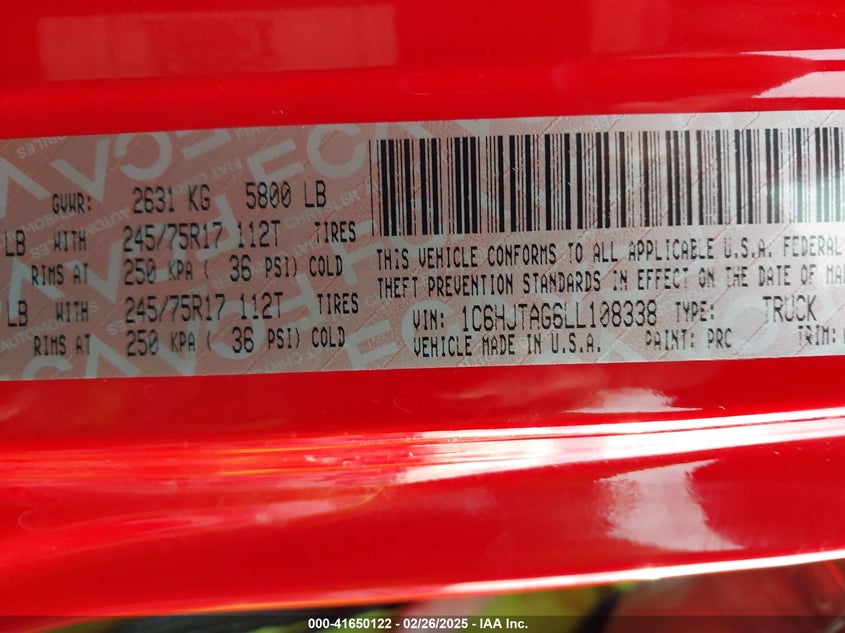 GVWR: 2631 KG 5800 LB
LB WITH 245/75R17 112T TIRES
RIMS AT 250 KPA ( 36 PSI) COLD
LB WITH 245/75R17 112T TIRES
RIMS AT 250 KPA ( 36 PSI) COLD
THIS VEHICLE CONFORMS TO ALL APPLICABLE U.S.A. FEDERAL
THEFT PREVENTION STANDARDS IN EFFECT ON THE DATE OF MA
VIN: 1C6HJTAG6LL108338 TYPE: TRUCK
VEHICLE MADE IN U.S.A. PAINT: PRC TRIM:
000-41650122 - 02/26/2025 - IAA Inc.